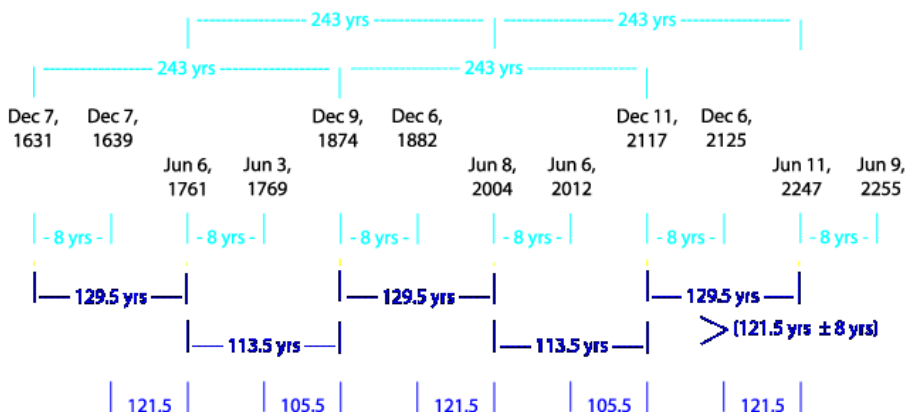 243 yrs 243 yrs
243 yrs 243 yrs
Dec 7, Dec 7, Dec 9, Dec 6, Dec 11, Dec 6,
1631 1639 1874 1882 2117 2125
Jun 6, Jun 3, Jun 8, Jun 6, Jun 11, Jun 9,
1761 1769 2004 2012 2247 2255
- 8 yrs - - 8 yrs - - 8 yrs - - 8 yrs - - 8 yrs - - 8 yrs -
129.5 yrs 129.5 yrs 129.5 yrs
(121.5 yrs ± 8 yrs)
113.5 yrs 113.5 yrs
121.5 105.5 121.5 105.5 121.5